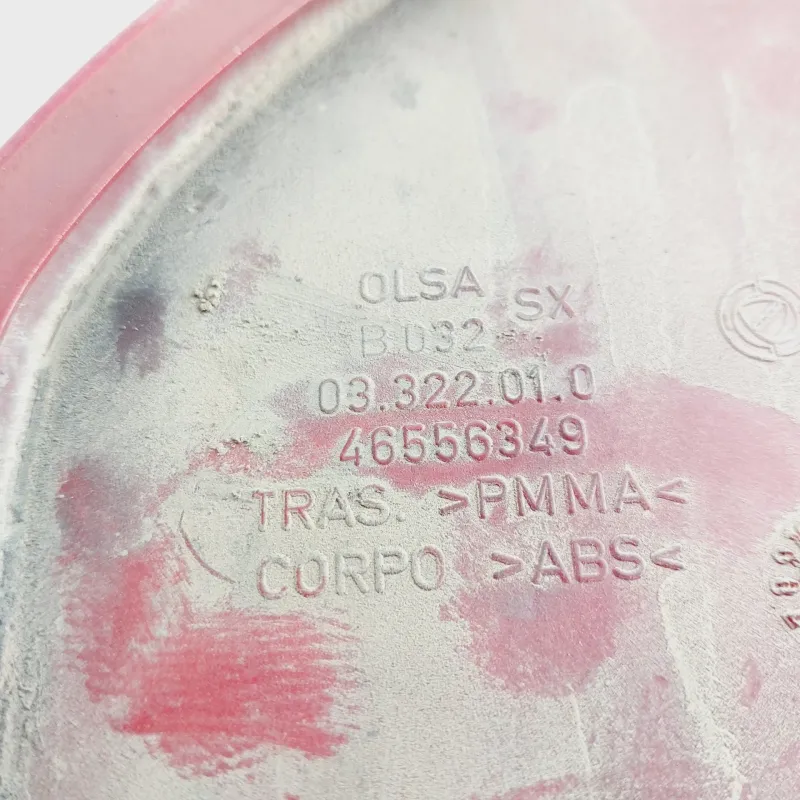 OLSA SX
B.032
03.322.01.0
46556349
TRAS. >PMMA<
CORPO >ABS<